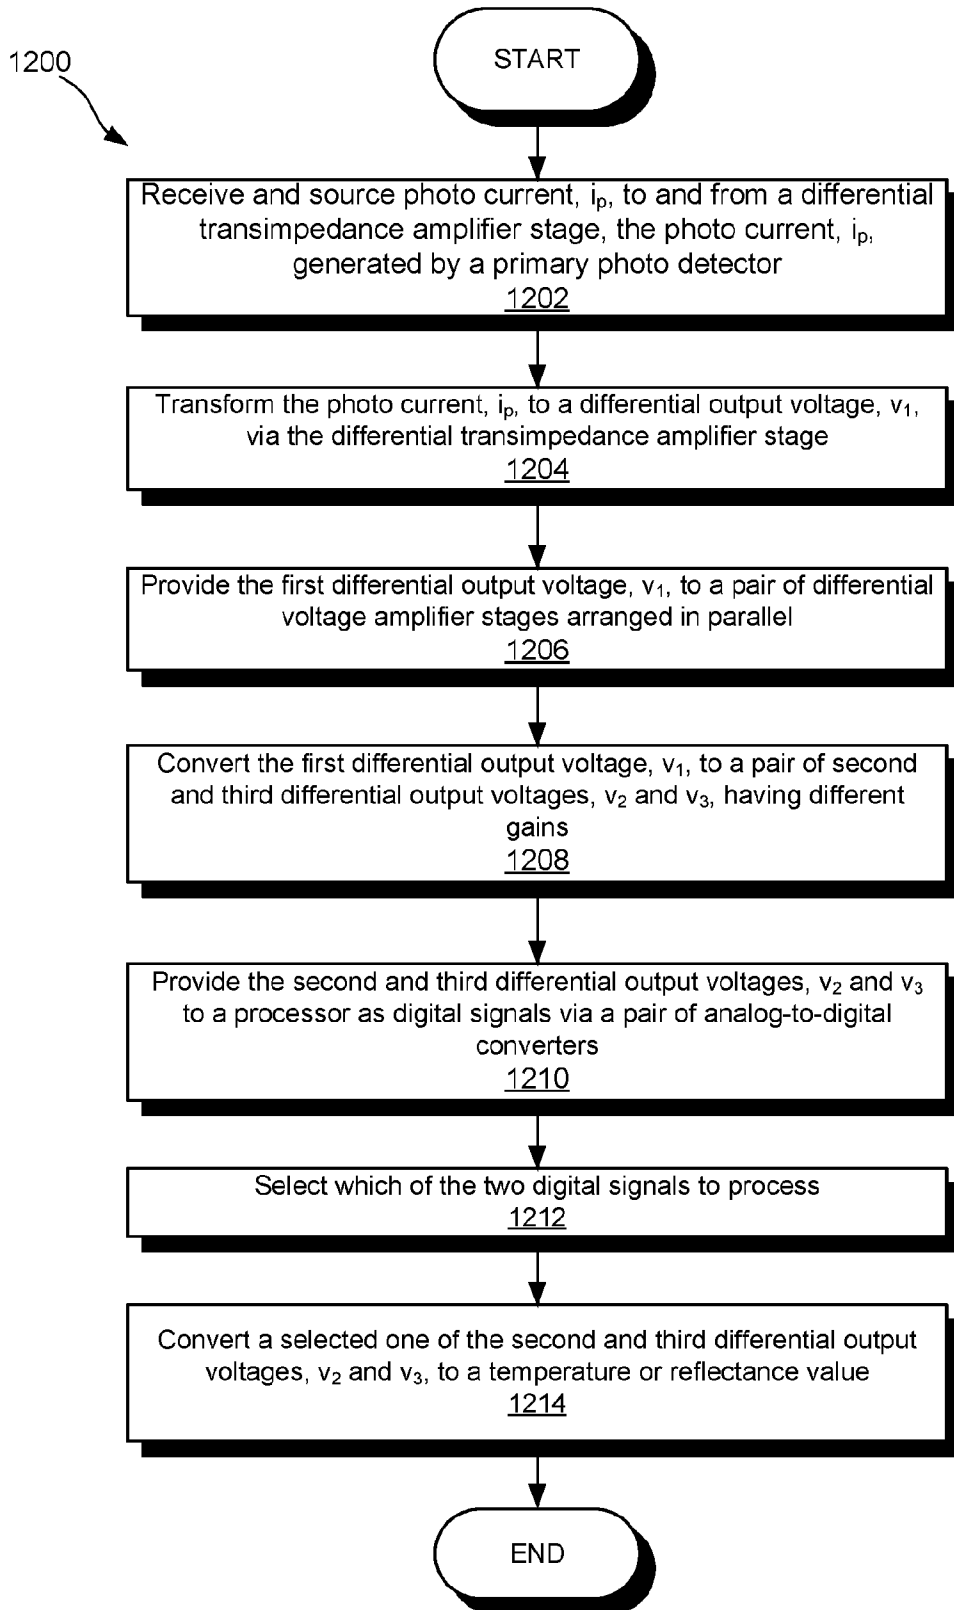 START
1200
Receive and source photo current, iₚ, to and from a differential
transimpedance amplifier stage, the photo current, iₚ,
generated by a primary photo detector
1202
Transform the photo current, iₚ, to a differential output voltage, v₁,
via the differential transimpedance amplifier stage
1204
Provide the first differential output voltage, v₁, to a pair of differential
voltage amplifier stages arranged in parallel
1206
Convert the first differential output voltage, v₁, to a pair of second
and third differential output voltages, v₂ and v₃, having different
gains
1208
Provide the second and third differential output voltages, v₂ and v₃
to a processor as digital signals via a pair of analog-to-digital
converters
1210
Select which of the two digital signals to process
1212
Convert a selected one of the second and third differential output
voltages, v₂ and v₃, to a temperature or reflectance value
1214
END